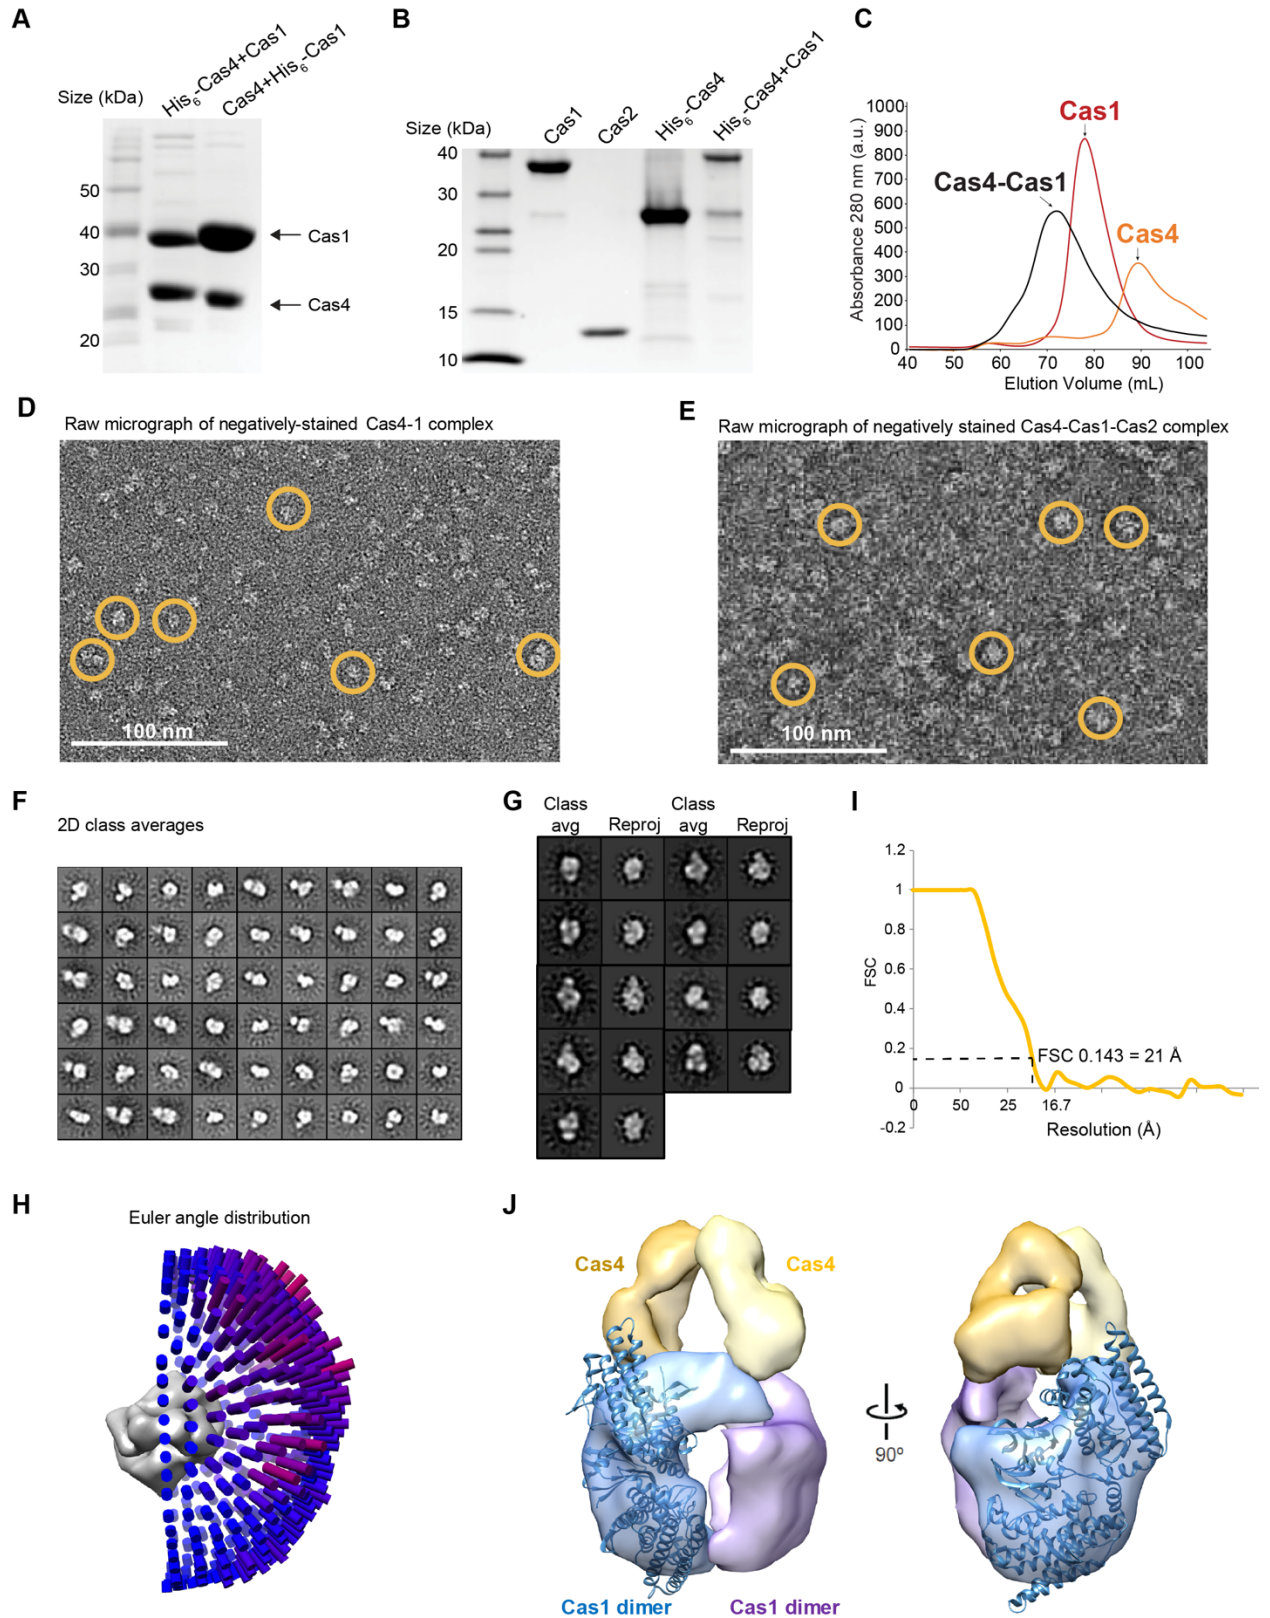 A
Size (kDa)
His6-Cas4+Cas1
Cas4+His6-Cas1
50
40
30
20
Cas1
Cas4
B
Size (kDa)
Cas1
Cas2
His6-Cas4
His6-Cas4+Cas1
40
30
20
15
10
C
Absorbance 280 nm (a.u.)
1000
900
800
700
600
500
400
300
200
100
0
Cas1
Cas4-Cas1
Cas4
40 50 60 70 80 90 100
Elution Volume (mL)
D
Raw micrograph of negatively-stained Cas4-1 complex
100 nm
E
Raw micrograph of negatively stained Cas4-Cas1-Cas2 complex
100 nm
F
2D class averages
G
Class avg
Reproj
Class avg
Reproj
I
FSC
1.2
1
0.8
0.6
0.4
0.2
0
-0.2
FSC 0.143 = 21 Å
0 50 25 16.7
Resolution (Å)
H
Euler angle distribution
J
Cas4
Cas4
90º
Cas1 dimer
Cas1 dimer